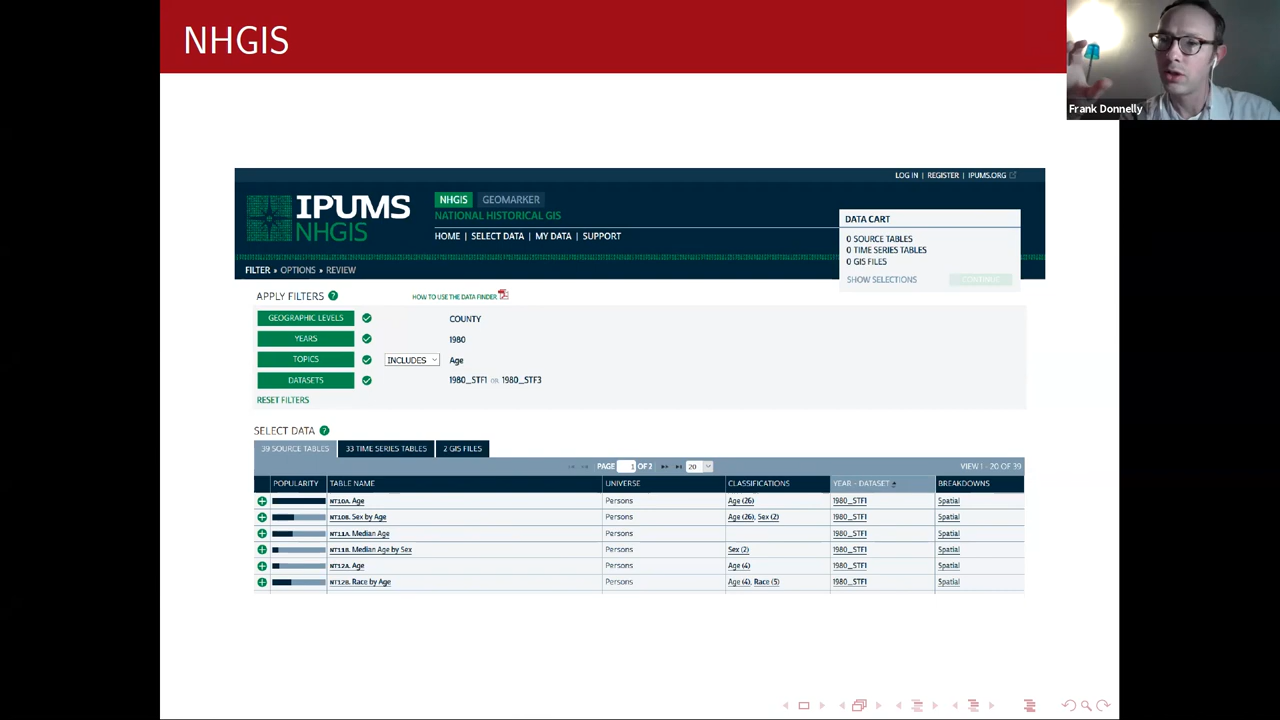 NHGIS
Frank Donnelly
LOG IN | REGISTER | IPUMS.ORG
IPUMS
NHGIS
NHGIS GEOMARKER
NATIONAL HISTORICAL GIS
HOME | SELECT DATA | MY DATA | SUPPORT
DATA CART
0 SOURCE TABLES
0 TIME SERIES TABLES
0 GIS FILES
SHOW SELECTIONS CONTINUE
FILTER » OPTIONS » REVIEW
APPLY FILTERS ? HOW TO USE THE DATA FINDER
GEOGRAPHIC LEVELS COUNTY
YEARS 1980
TOPICS INCLUDES Age
DATASETS 1980_STF1 OR 1980_STF3
RESET FILTERS
SELECT DATA ?
39 SOURCE TABLES 33 TIME SERIES TABLES 2 GIS FILES
PAGE 1 OF 2 20 VIEW 1 - 20 OF 39
POPULARITY TABLE NAME UNIVERSE CLASSIFICATIONS YEAR - DATASET BREAKDOWNS
NT10A. Age Persons Age (26) 1980_STF1 Spatial
NT10B. Sex by Age Persons Age (26), Sex (2) 1980_STF1 Spatial
NT11A. Median Age Persons 1980_STF1 Spatial
NT11B. Median Age by Sex Persons Sex (2) 1980_STF1 Spatial
NT12A. Age Persons Age (4) 1980_STF1 Spatial
NT12B. Race by Age Persons Age (4), Race (5) 1980_STF1 Spatial